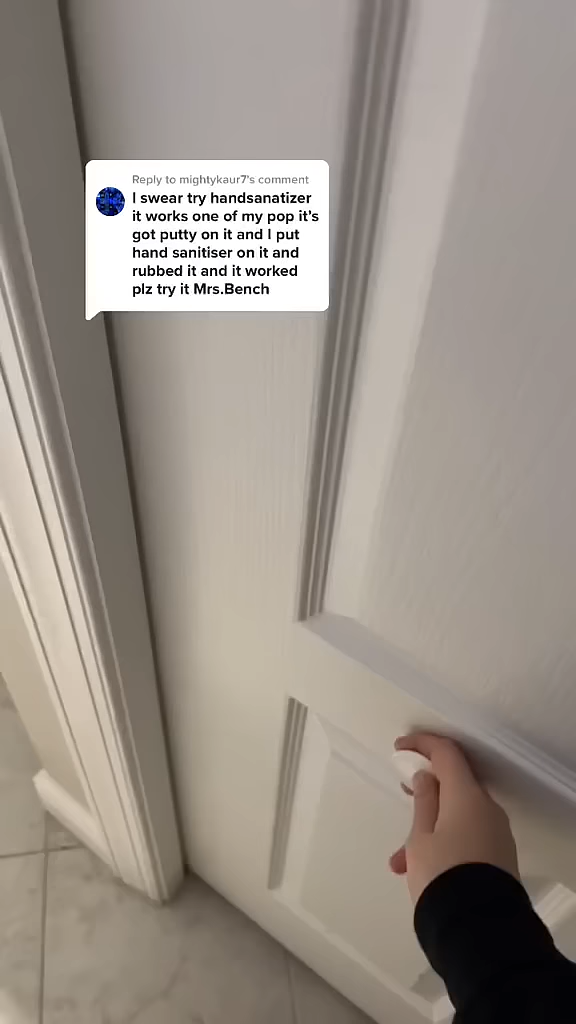 Reply to mightykaur7's comment
I swear try handsanatizer
it works one of my pop it's
got putty on it and I put
hand sanitiser on it and
rubbed it and it worked
plz try it Mrs.Bench